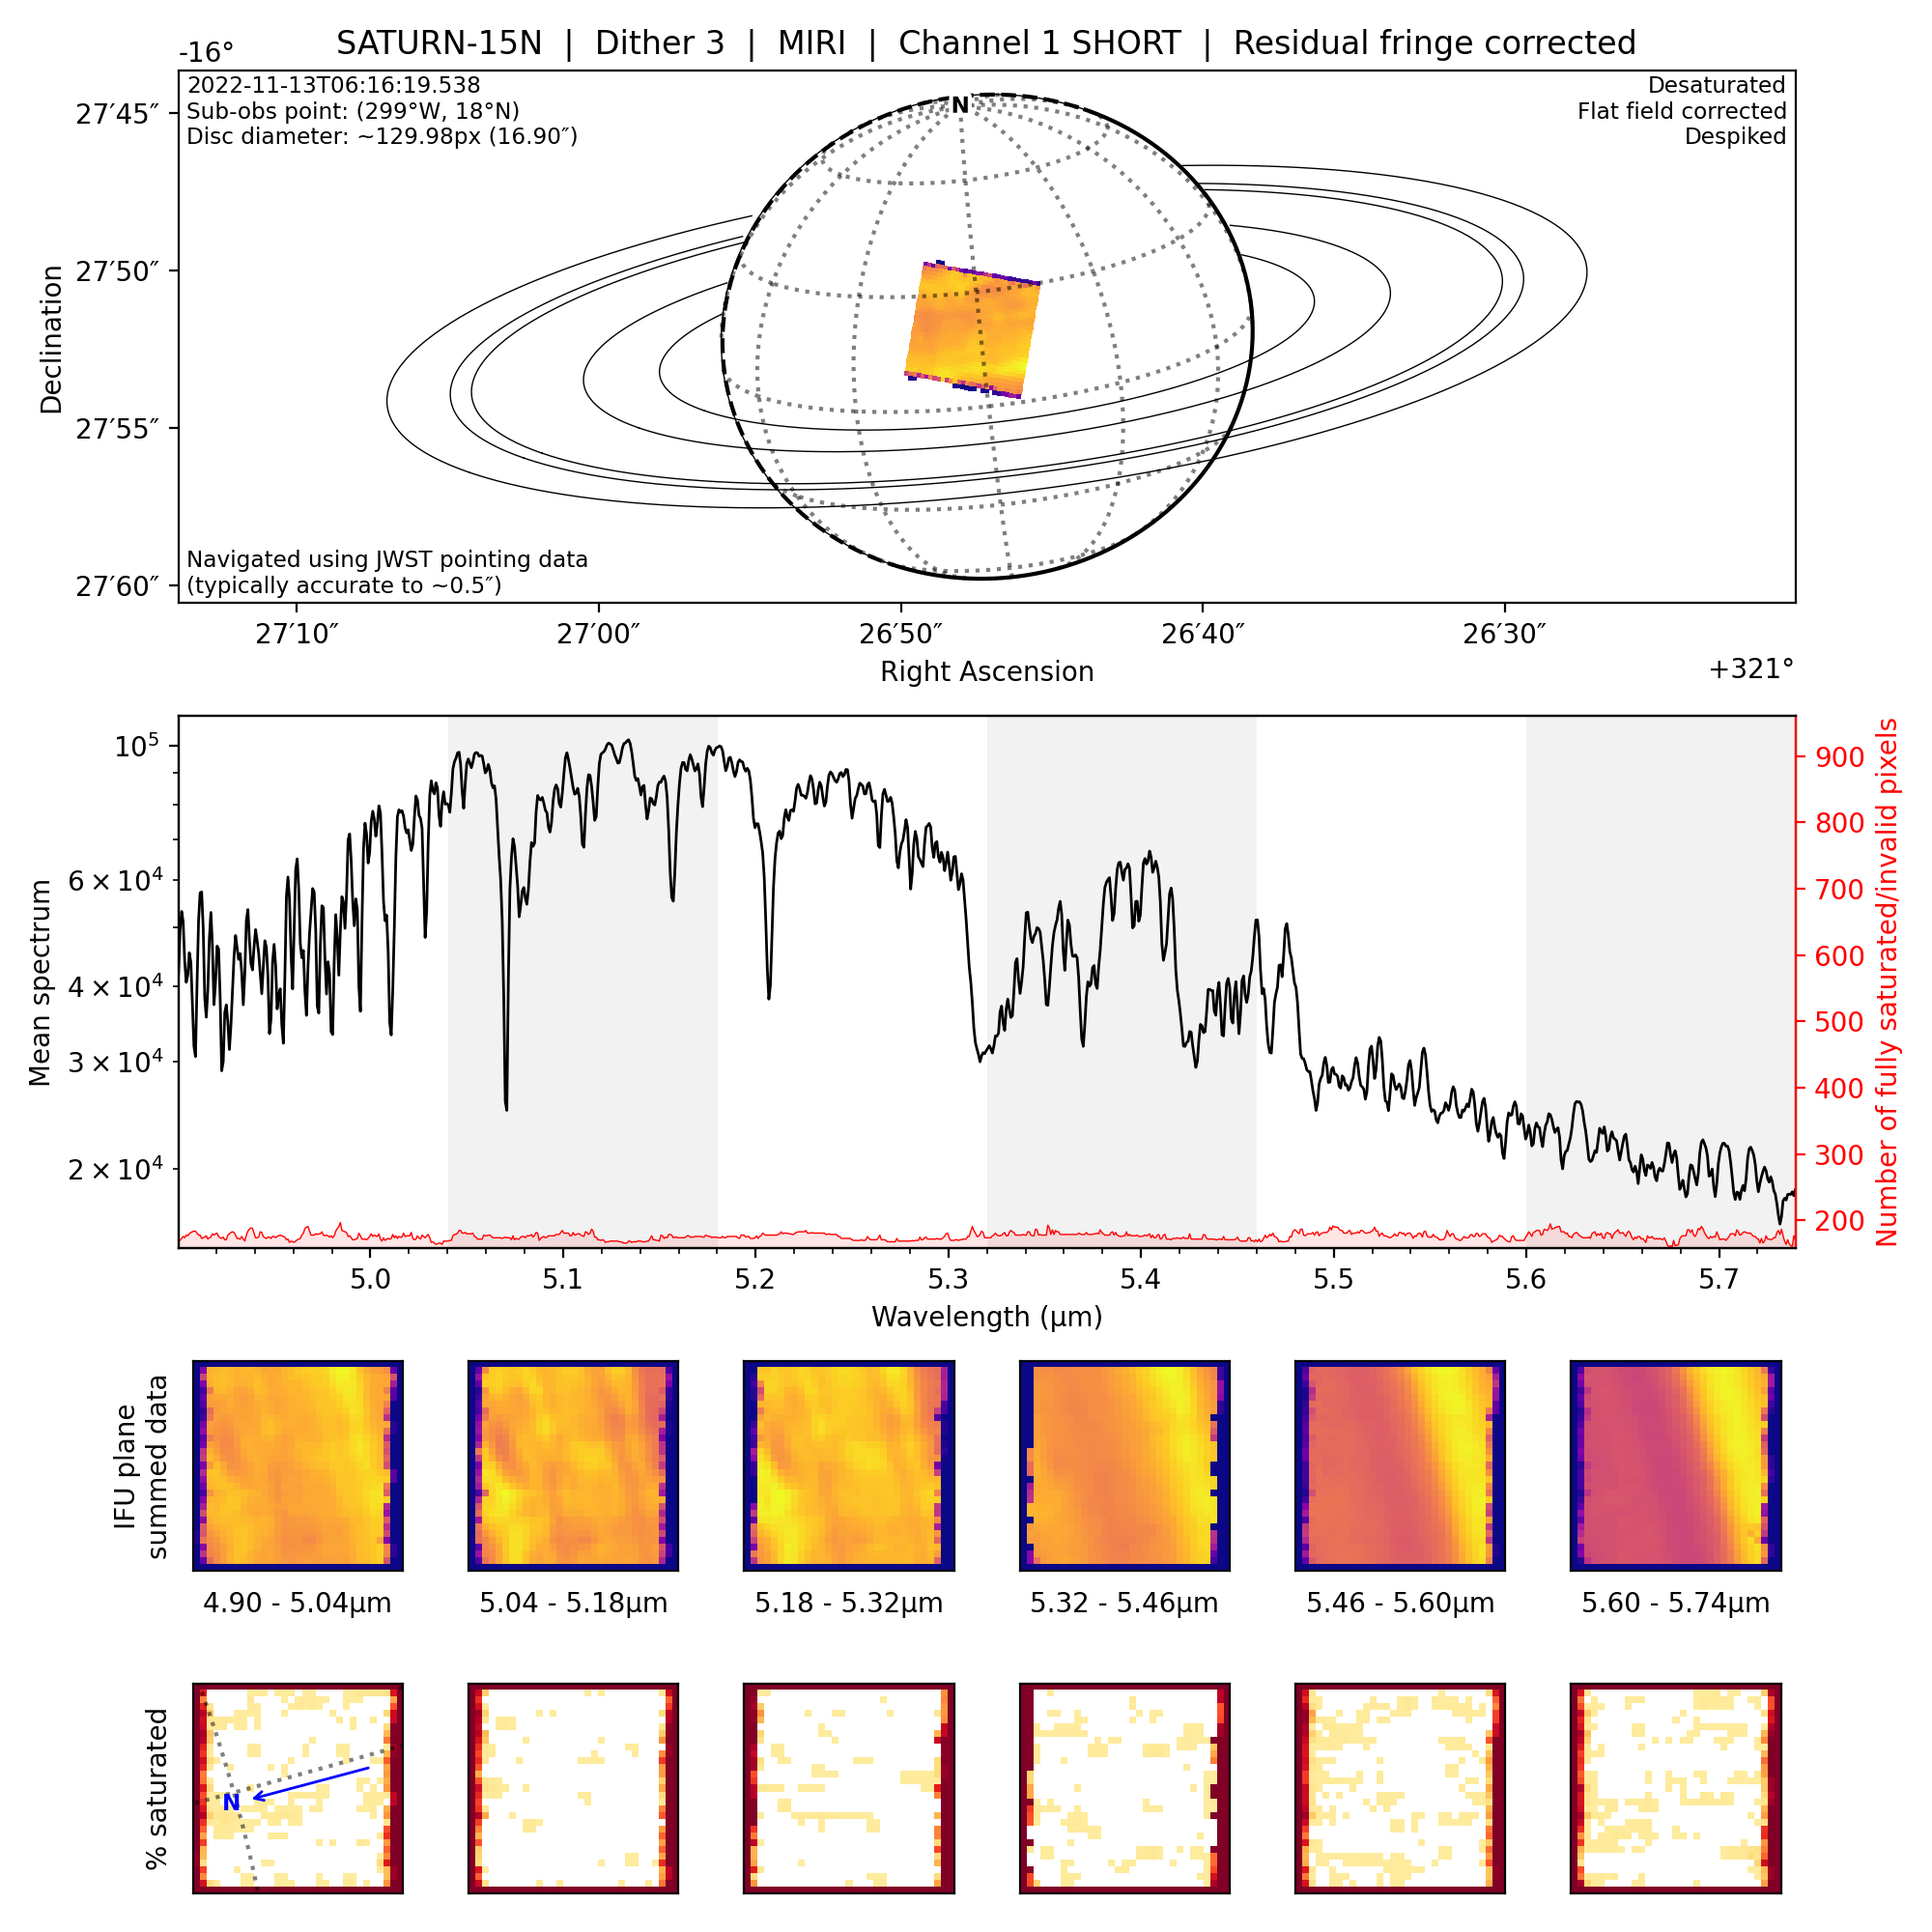 SATURN-15N | Dither 3 | MIRI | Channel 1 SHORT | Residual fringe corrected
-16°
2022-11-13T06:16:19.538
Sub-obs point: (299°W, 18°N)
Disc diameter: ~129.98px (16.90″)
Desaturated
Flat field corrected
Despiked
N
27′45″
27′50″
27′55″
27′60″
Declination
Navigated using JWST pointing data
(typically accurate to ~0.5″)
27′10″ 27′00″ 26′50″ 26′40″ 26′30″
Right Ascension
+321°
10⁵
6 × 10⁴
4 × 10⁴
3 × 10⁴
2 × 10⁴
Mean spectrum
900
800
700
600
500
400
300
200
Number of fully saturated/invalid pixels
5.0 5.1 5.2 5.3 5.4 5.5 5.6 5.7
Wavelength (µm)
IFU plane
summed data
4.90 - 5.04µm 5.04 - 5.18µm 5.18 - 5.32µm 5.32 - 5.46µm 5.46 - 5.60µm 5.60 - 5.74µm
% saturated
N